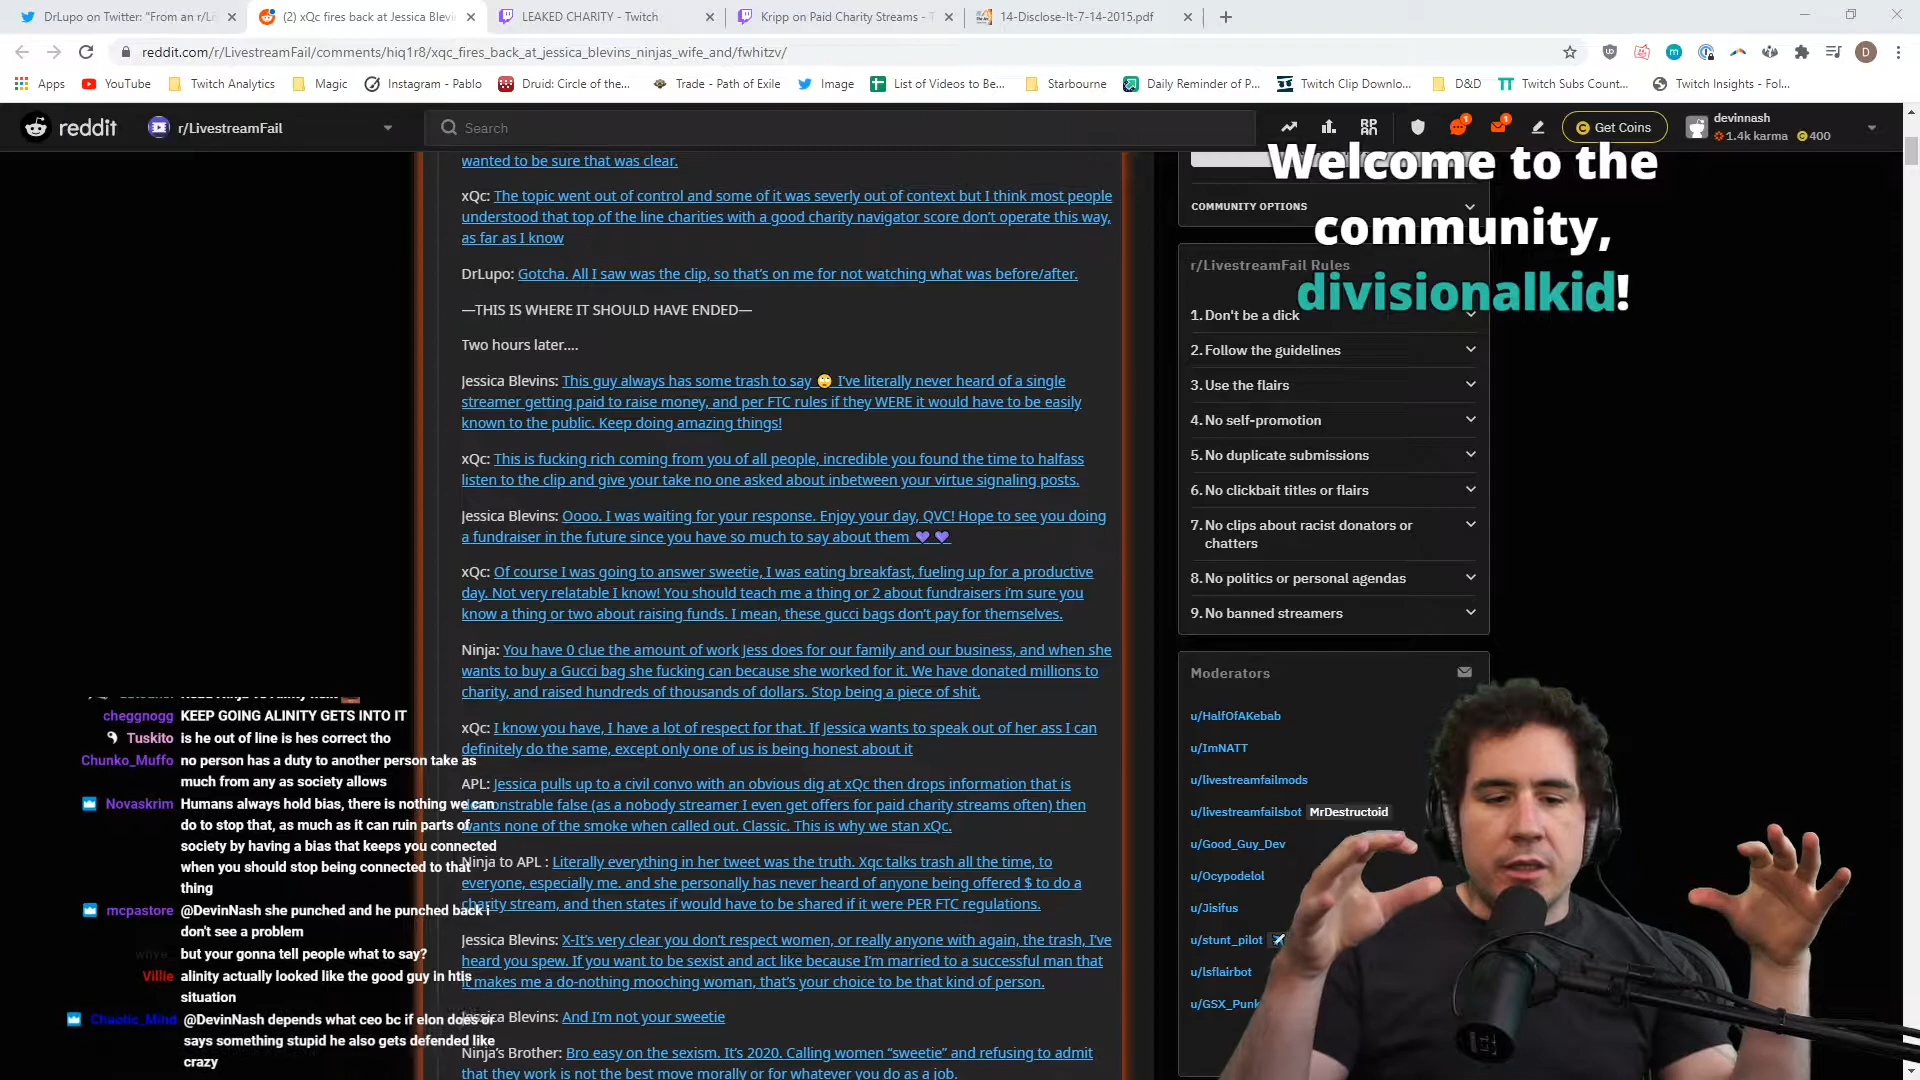 DrLupo on Twitter: "From an r/Li
(2) xQc fires back at Jessica Blevin
LEAKED CHARITY - Twitch
Kripp on Paid Charity Streams - T
14-Disclose-It-7-14-2015.pdf
reddit.com/r/LivestreamFail/comments/hiq1r8/xqc_fires_back_at_jessica_blevins_ninjas_wife_and/fwhitzv/
Apps
YouTube
Twitch Analytics
Magic
Instagram - Pablo
Druid: Circle of the...
Trade - Path of Exile
Image
List of Videos to Be...
Starbourne
Daily Reminder of P...
Twitch Clip Downlo...
D&D
Twitch Subs Count...
Twitch Insights - Fol...
reddit
r/LivestreamFail
Search
Get Coins
devinnash
1.4k karma 400
Welcome to the
community,
divisionalkid!
wanted to be sure that was clear.
xQc: The topic went out of control and some of it was severly out of context but I think most people
understood that top of the line charities with a good charity navigator score don't operate this way,
as far as I know
DrLupo: Gotcha. All I saw was the clip, so that's on me for not watching what was before/after.
—THIS IS WHERE IT SHOULD HAVE ENDED—
Two hours later....
Jessica Blevins: This guy always has some trash to say 🙄 I've literally never heard of a single
streamer getting paid to raise money, and per FTC rules if they WERE it would have to be easily
known to the public. Keep doing amazing things!
xQc: This is fucking rich coming from you of all people, incredible you found the time to halfass
listen to the clip and give your take no one asked about inbetween your virtue signaling posts.
Jessica Blevins: Oooo. I was waiting for your response. Enjoy your day, QVC! Hope to see you doing
a fundraiser in the future since you have so much to say about them 💜 💜
xQc: Of course I was going to answer sweetie, I was eating breakfast, fueling up for a productive
day. Not very relatable I know! You should teach me a thing or 2 about fundraisers i'm sure you
know a thing or two about raising funds. I mean, these gucci bags don't pay for themselves.
Ninja: You have 0 clue the amount of work Jess does for our family and our business, and when she
wants to buy a Gucci bag she fucking can because she worked for it. We have donated millions to
charity, and raised hundreds of thousands of dollars. Stop being a piece of shit.
xQc: I know you have, I have a lot of respect for that. If Jessica wants to speak out of her ass I can
definitely do the same, except only one of us is being honest about it
APL: Jessica pulls up to a civil convo with an obvious dig at xQc then drops information that is
demonstrable false (as a nobody streamer I even get offers for paid charity streams often) then
wants none of the smoke when called out. Classic. This is why we stan xQc.
Ninja to APL : Literally everything in her tweet was the truth. Xqc talks trash all the time, to
everyone, especially me. and she personally has never heard of anyone being offered $ to do a
charity stream, and then states if would have to be shared if it were PER FTC regulations.
Jessica Blevins: X-It's very clear you don't respect women, or really anyone with again, the trash, I've
heard you spew. If you want to be sexist and act like because I'm married to a successful man that
it makes me a do-nothing mooching woman, that's your choice to be that kind of person.
Jessica Blevins: And I'm not your sweetie
Ninja's Brother: Bro easy on the sexism. It's 2020. Calling women "sweetie" and refusing to admit
that they work is not the best move morally or for whatever you do as a job.
COMMUNITY OPTIONS
r/LivestreamFail Rules
1. Don't be a dick
2. Follow the guidelines
3. Use the flairs
4. No self-promotion
5. No duplicate submissions
6. No clickbait titles or flairs
7. No clips about racist donators or
chatters
8. No politics or personal agendas
9. No banned streamers
Moderators
u/HalfOfAKebab
u/ImNATT
u/livestreamfailmods
u/livestreamfailsbot MrDestructoid
u/Good_Guy_Dev
u/Ocypodelol
u/Jisifus
u/stunt_pilot
u/lsflairbot
u/GSX_Punk
cheggnogg KEEP GOING ALINITY GETS INTO IT
Tuskito is he out of line is hes correct tho
Chunko_Muffo no person has a duty to another person take as
much from any as society allows
Novaskrim Humans always hold bias, there is nothing we can
do to stop that, as much as it can ruin parts of
society by having a bias that keeps you connected
when you should stop being connected to that
thing
mcpastore @DevinNash she punched and he punched back i
don't see a problem
but your gonna tell people what to say?
Villie alinity actually looked like the good guy in htis
situation
Chaotic_Mind @DevinNash depends what ceo bc if elon does or
says something stupid he also gets defended like
crazy